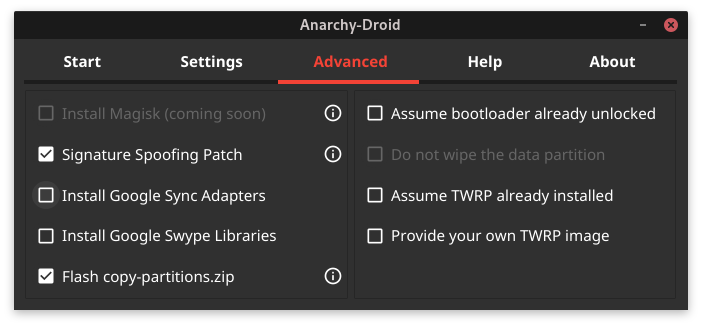 Anarchy-Droid
Start Settings Advanced Help About
Install Magisk (coming soon)
Signature Spoofing Patch
Install Google Sync Adapters
Install Google Swype Libraries
Flash copy-partitions.zip
Assume bootloader already unlocked
Do not wipe the data partition
Assume TWRP already installed
Provide your own TWRP image